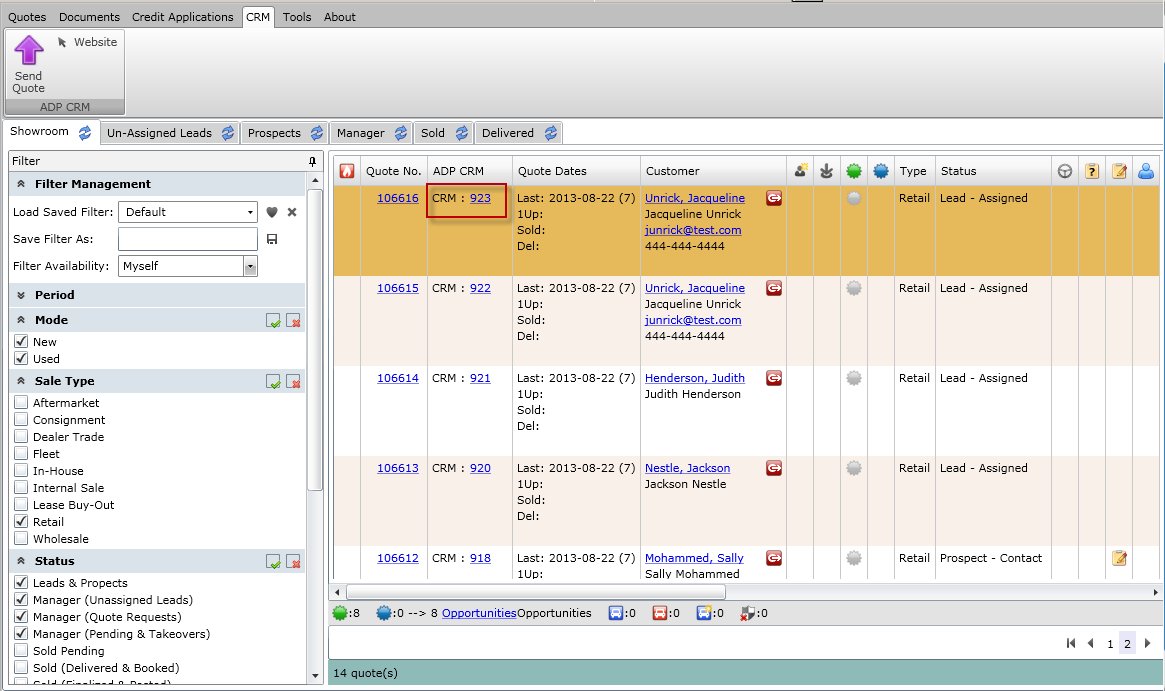 Quotes Documents Credit Applications CRM Tools About
Website
Send
Quote
ADP CRM
Showroom Un-Assigned Leads Prospects Manager Sold Delivered
Filter
Filter Management
Load Saved Filter: Default
Save Filter As:
Filter Availability: Myself
Period
Mode
New
Used
Sale Type
Aftermarket
Consignment
Dealer Trade
Fleet
In-House
Internal Sale
Lease Buy-Out
Retail
Wholesale
Status
Leads & Propects
Manager (Unassigned Leads)
Manager (Quote Requests)
Manager (Pending & Takeovers)
Sold Pending
Sold (Delivered & Booked)
Sold (Finalized & Posted)
Quote No. ADP CRM Quote Dates Customer Type Status
106616 CRM : 923 Last: 2013-08-22 (7) Unrick, Jacqueline Retail Lead - Assigned
1Up: Jacqueline Unrick
Sold: junrick@test.com
Del: 444-444-4444
106615 CRM : 922 Last: 2013-08-22 (7) Unrick, Jacqueline Retail Lead - Assigned
1Up: Jacqueline Unrick
Sold: junrick@test.com
Del: 444-444-4444
106614 CRM : 921 Last: 2013-08-22 (7) Henderson, Judith Retail Lead - Assigned
1Up: Judith Henderson
Sold:
Del:
106613 CRM : 920 Last: 2013-08-22 (7) Nestle, Jackson Retail Lead - Assigned
1Up: Jackson Nestle
Sold:
Del:
106612 CRM : 918 Last: 2013-08-22 (7) Mohammed, Sally Retail Prospect - Contact
1Up: Sally Mohammed
:8 :0 --> 8 OpportunitiesOpportunities :0 :0 :0 :0
1 2
14 quote(s)